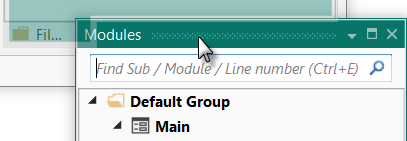 Fil...
Modules
Find Sub / Module / Line number (Ctrl+E)
Default Group
Main